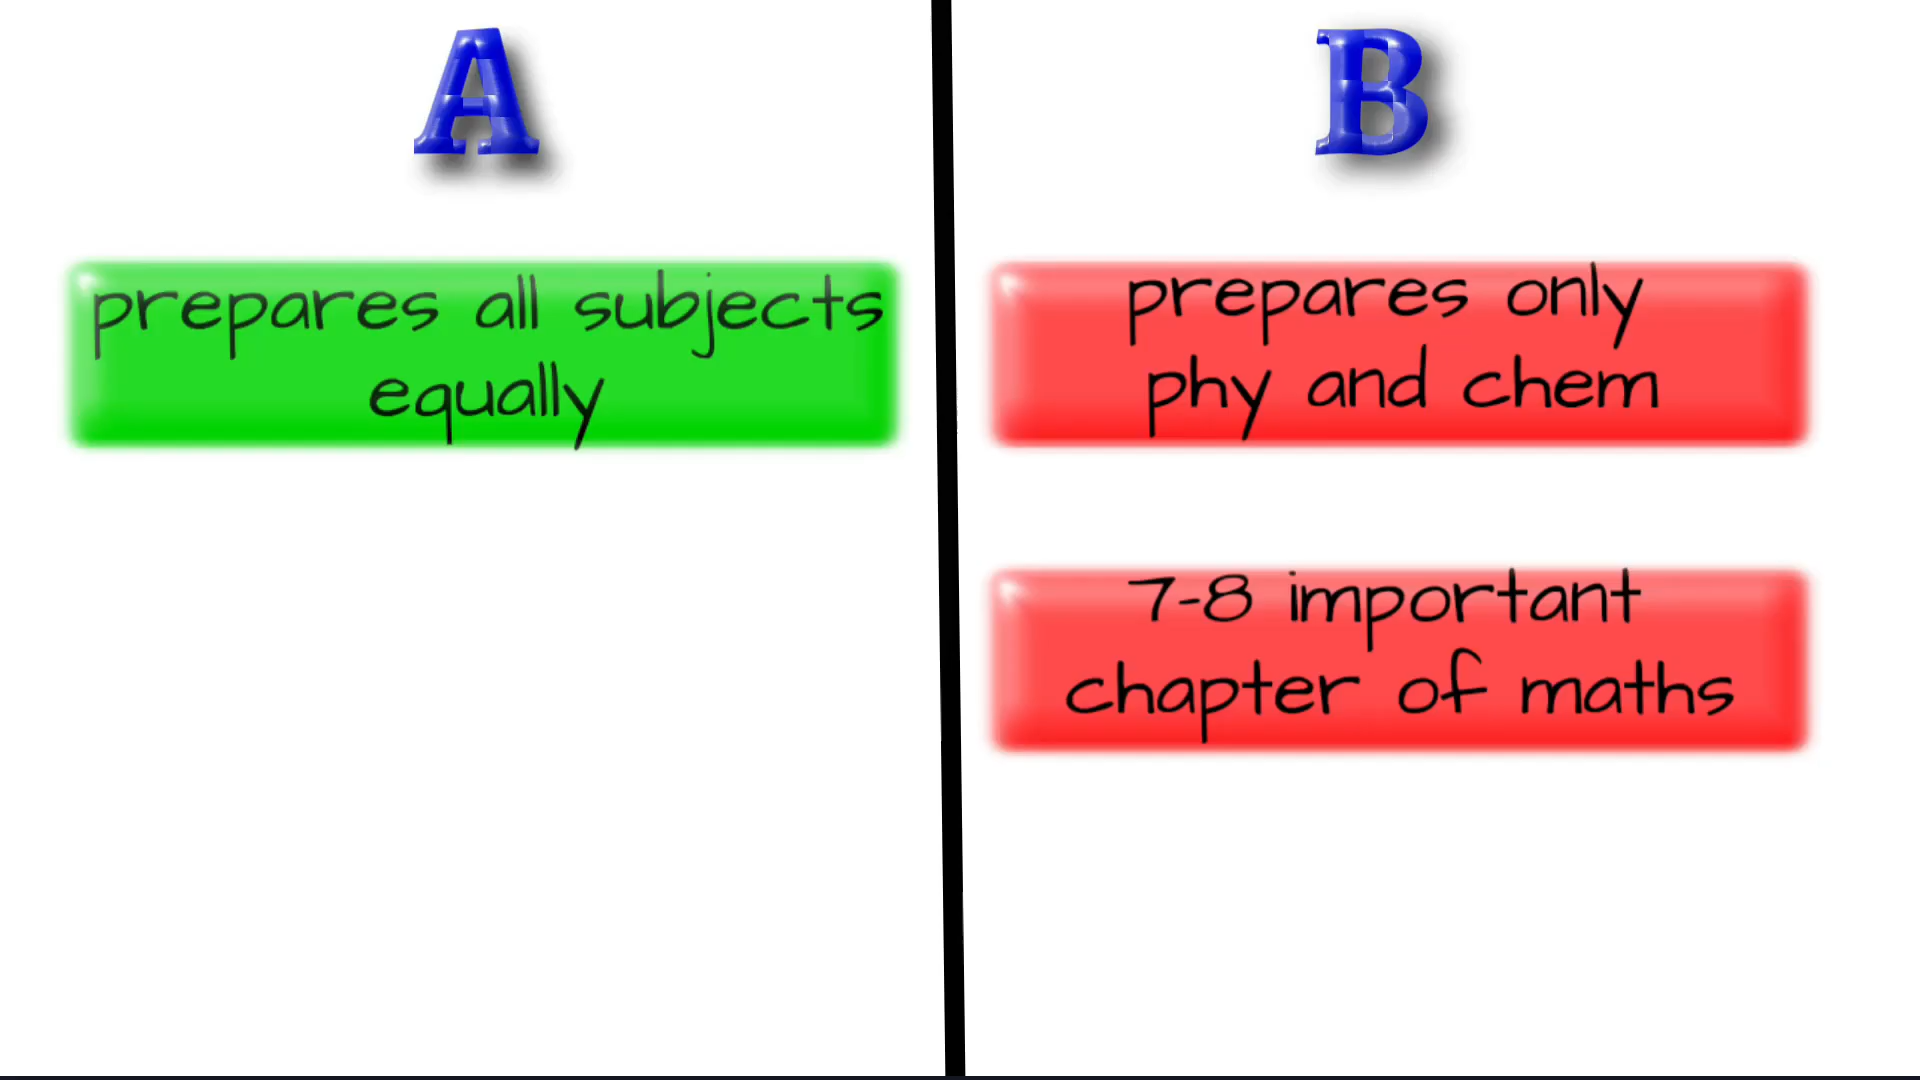 A
prepares all subjects
equally
B
prepares only
phy and chem
7-8 important
chapter of maths